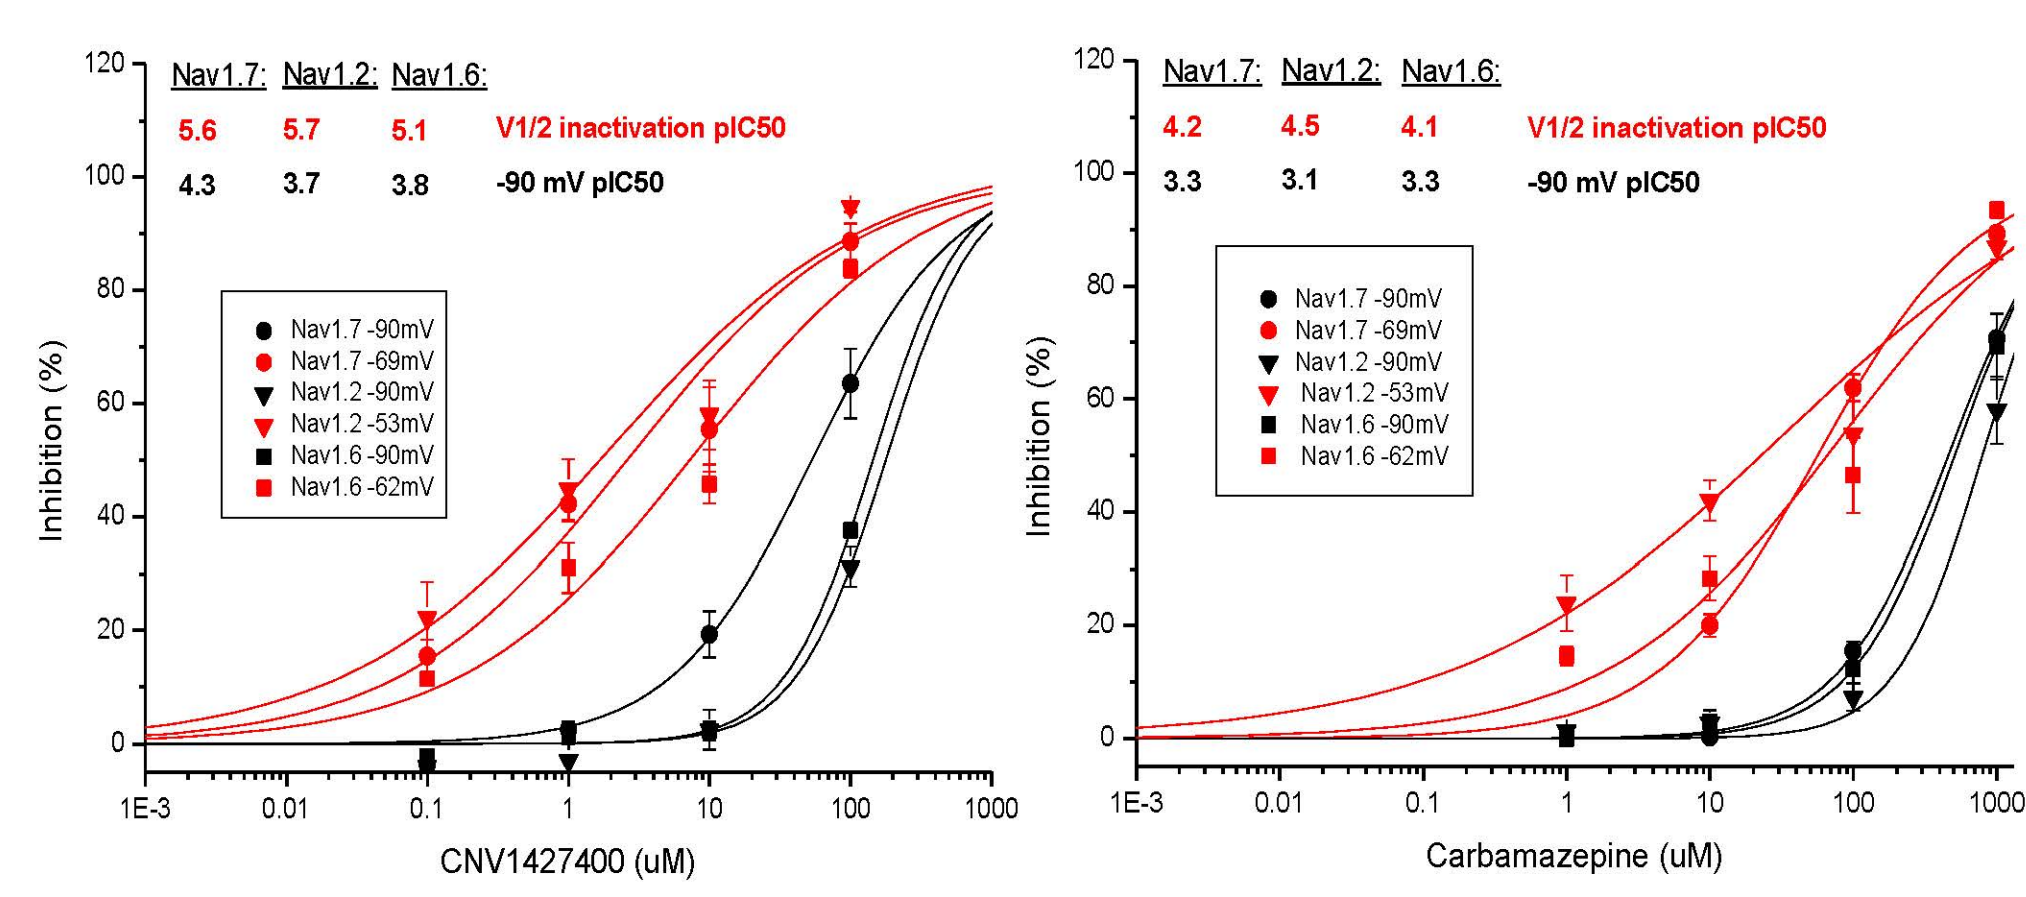 120
100
80
60
40
20
0
Inhibition (%)
Nav1.7: Nav1.2: Nav1.6:
5.6 5.7 5.1 V1/2 inactivation pIC50
4.3 3.7 3.8 -90 mV pIC50
Nav1.7 -90mV
Nav1.7 -69mV
Nav1.2 -90mV
Nav1.2 -53mV
Nav1.6 -90mV
Nav1.6 -62mV
1E-3 0.01 0.1 1 10 100 1000
CNV1427400 (uM)
120
100
80
60
40
20
0
Inhibition (%)
Nav1.7: Nav1.2: Nav1.6:
4.2 4.5 4.1 V1/2 inactivation pIC50
3.3 3.1 3.3 -90 mV pIC50
Nav1.7 -90mV
Nav1.7 -69mV
Nav1.2 -90mV
Nav1.2 -53mV
Nav1.6 -90mV
Nav1.6 -62mV
1E-3 0.01 0.1 1 10 100 1000
Carbamazepine (uM)